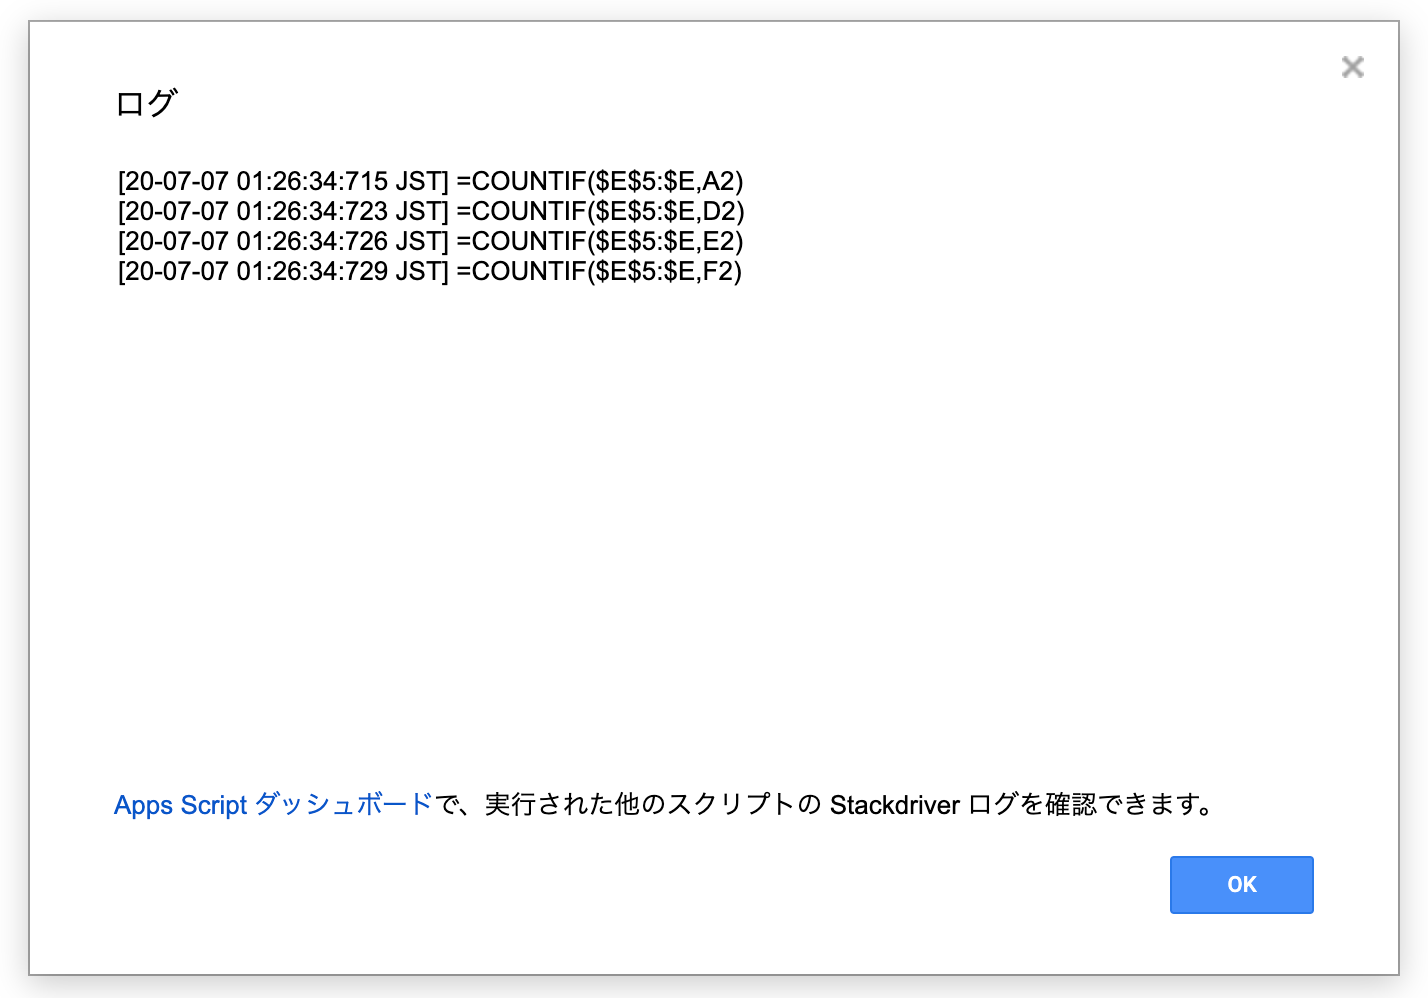 ログ
[20-07-07 01:26:34:715 JST] =COUNTIF($E$5:$E,A2)
[20-07-07 01:26:34:723 JST] =COUNTIF($E$5:$E,D2)
[20-07-07 01:26:34:726 JST] =COUNTIF($E$5:$E,E2)
[20-07-07 01:26:34:729 JST] =COUNTIF($E$5:$E,F2)
Apps Script ダッシュボードで、実行された他のスクリプトの Stackdriver ログを確認できます。
OK